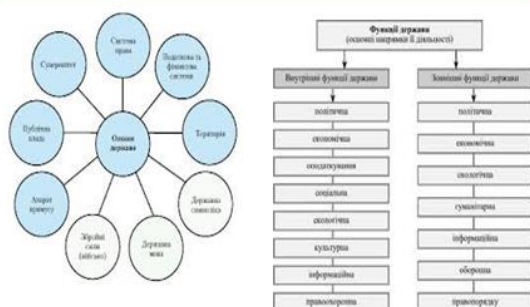 Система
права
Податкова та
фінансова
система
Суверенітет
Публічна
влада
Ознаки
держави
Територія
Апарат
примусу
Державна
символіка
Збройні
сили
(військо)
Державна
мова
Функції держави
(основні напрямки її діяльності)
Внутрішні функції держави
політична
економічна
оподаткування
соціальна
екологічна
культурна
інформаційна
правоохоронна
Зовнішні функції держави
політична
економічна
екологічна
гуманітарна
інформаційна
оборонна
правопорядку